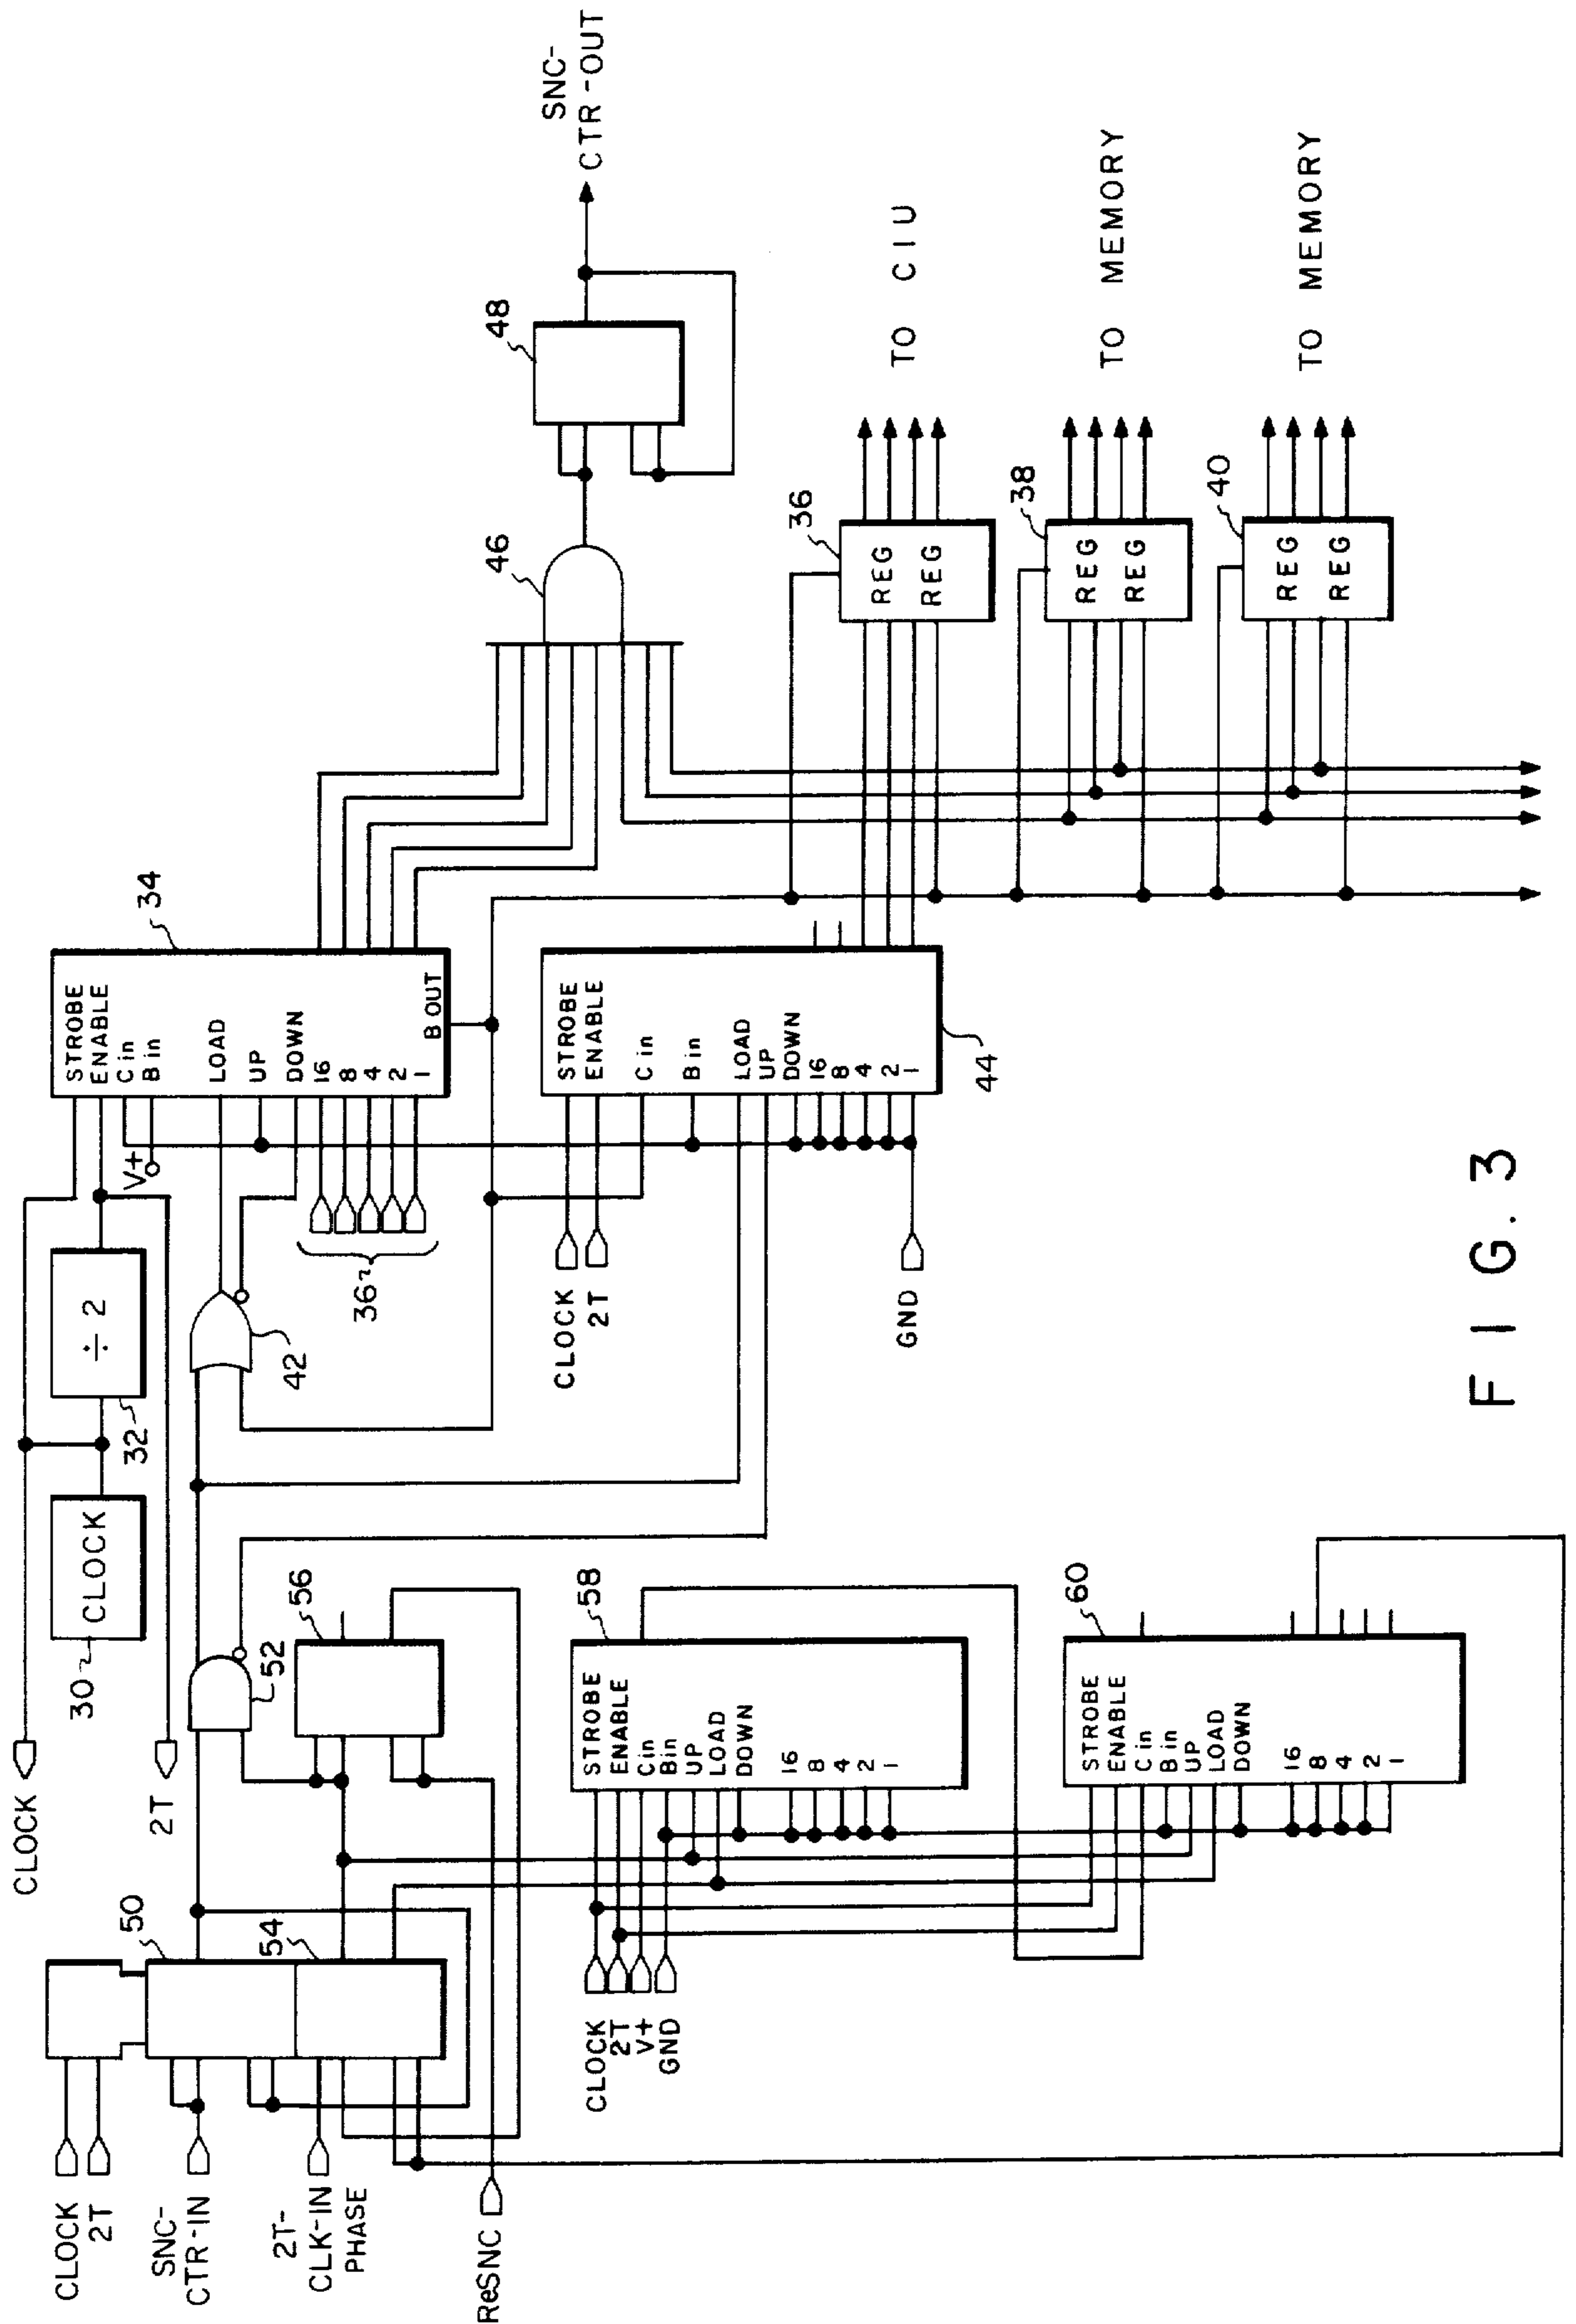 CLOCK
2T
SNC-
CTR-IN
2T-
CLK-IN
PHASE
ReSNC
50
54
CLOCK
2T
30
CLOCK
32
÷ 2
52
56
42
V+
STROBE
ENABLE
Cin
Bin
LOAD
UP
DOWN
16
8
4
2
1
B OUT
34
36
CLOCK
2T
GND
STROBE
ENABLE
Cin
Bin
LOAD
UP
DOWN
16
8
4
2
1
44
CLOCK
2T
V+
GND
58
STROBE
ENABLE
Cin
Bin
UP
LOAD
DOWN
16
8
4
2
1
60
STROBE
ENABLE
Cin
Bin
UP
LOAD
DOWN
16
8
4
2
1
46
48
SNC-
CTR-OUT
36
REG
REG
TO CIU
38
REG
REG
TO MEMORY
40
REG
REG
TO MEMORY
FIG. 3